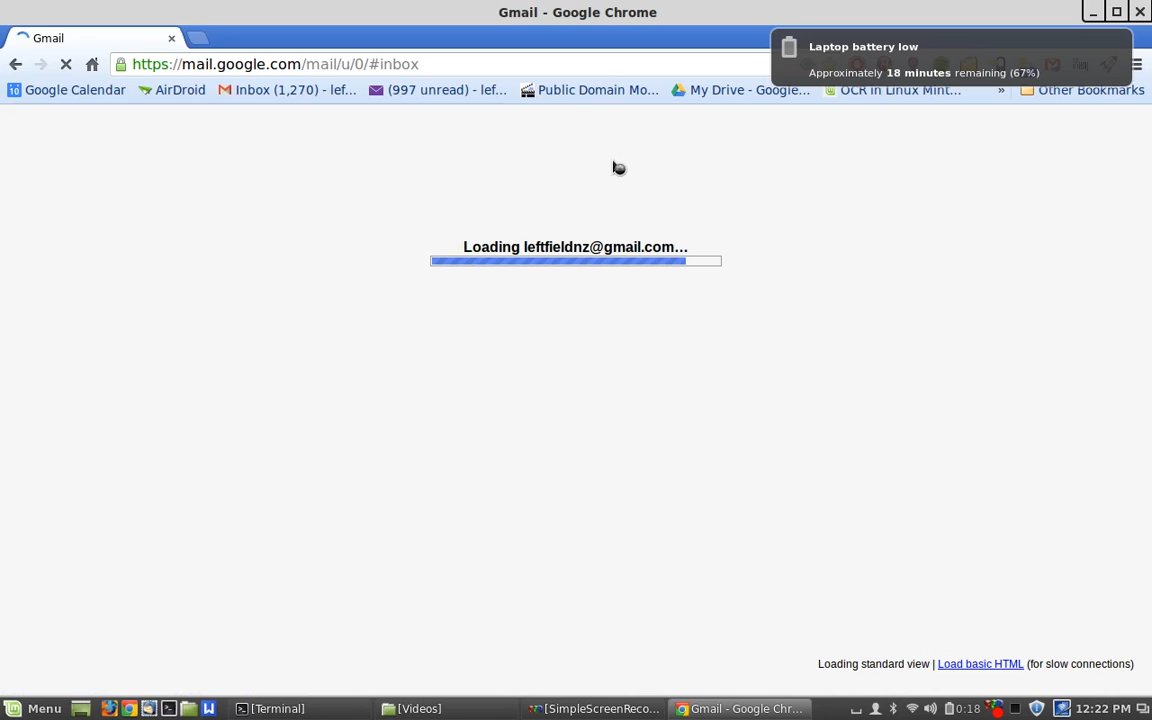 Gmail - Google Chrome
Gmail
https://mail.google.com/mail/u/0/#inbox
Laptop battery low
Approximately 18 minutes remaining (67%)
10 Google Calendar AirDroid Inbox (1,270) - lef... (997 unread) - lef... Public Domain Mo... My Drive - Google... OCR in Linux Mint... » Other Bookmarks
Loading leftfieldnz@gmail.com...
Loading standard view | Load basic HTML (for slow connections)
Menu W [Terminal] [Videos] [SimpleScreenReco... Gmail - Google Chr... 0:18 12:22 PM